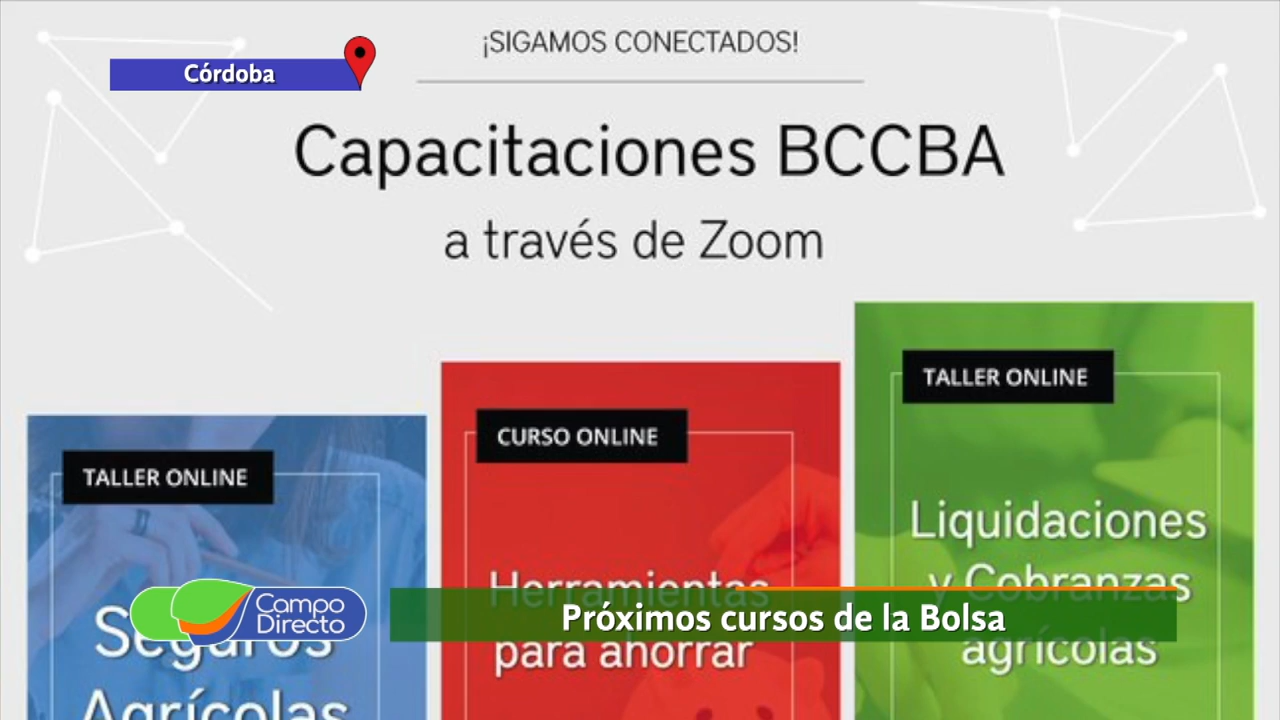 ¡SIGAMOS CONECTADOS!
Córdoba
Capacitaciones BCCBA
a través de Zoom
TALLER ONLINE
Seguros
Agrícolas
CURSO ONLINE
Herramientas
para ahorrar
TALLER ONLINE
Liquidaciones
y Cobranzas
agrícolas
Campo
Directo
Próximos cursos de la Bolsa